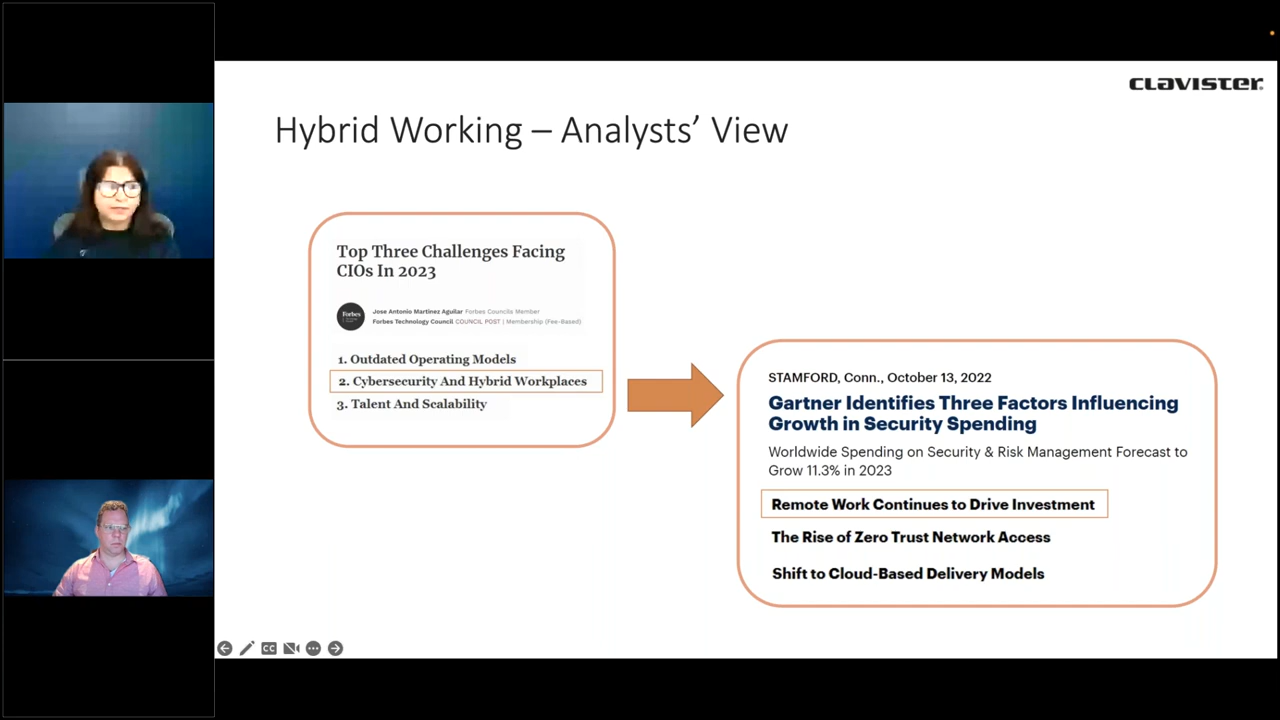 CLAVISTER
Hybrid Working – Analysts’ View
Top Three Challenges Facing
CIOs In 2023
Forbes
Jose Antonio Martinez Aguilar Forbes Councils Member
Forbes Technology Council COUNCIL POST | Membership (Fee-Based)
1. Outdated Operating Models
2. Cybersecurity And Hybrid Workplaces
3. Talent And Scalability
STAMFORD, Conn., October 13, 2022
Gartner Identifies Three Factors Influencing
Growth in Security Spending
Worldwide Spending on Security & Risk Management Forecast to
Grow 11.3% in 2023
Remote Work Continues to Drive Investment
The Rise of Zero Trust Network Access
Shift to Cloud-Based Delivery Models
CC